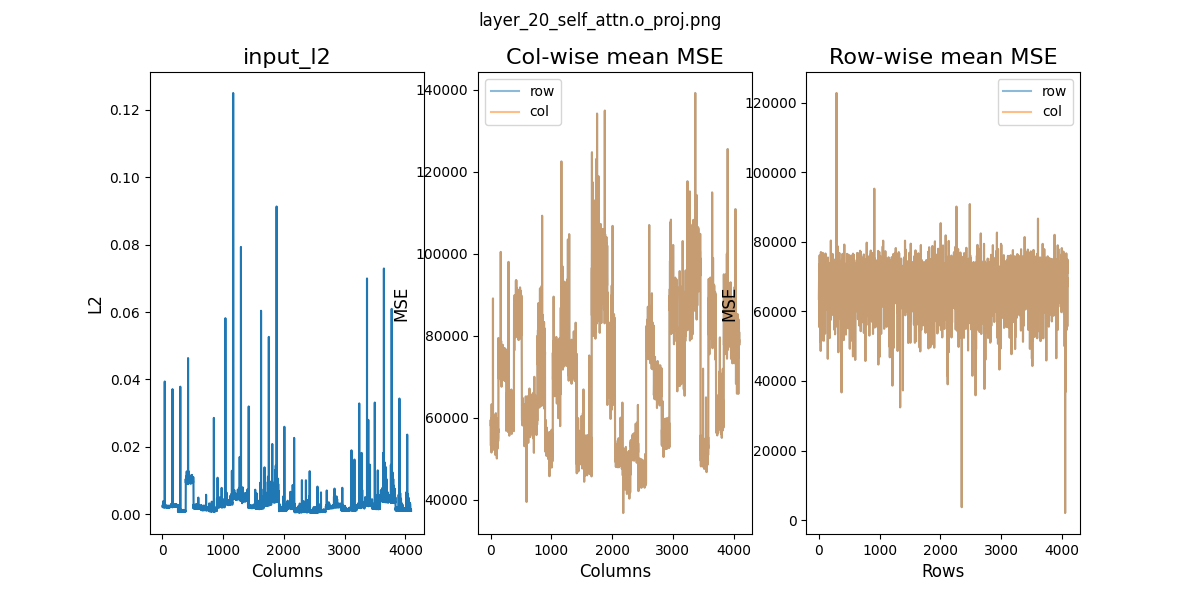 layer_20_self_attn.o_proj.png
input_l2
L2
0.12
0.10
0.08
0.06
0.04
0.02
0.00
0
1000
2000
3000
4000
Columns
Col-wise mean MSE
MSE
140000
120000
100000
80000
60000
40000
row
col
0
1000
2000
3000
4000
Columns
Row-wise mean MSE
MSE
120000
100000
80000
60000
40000
20000
0
row
col
0
1000
2000
3000
4000
Rows